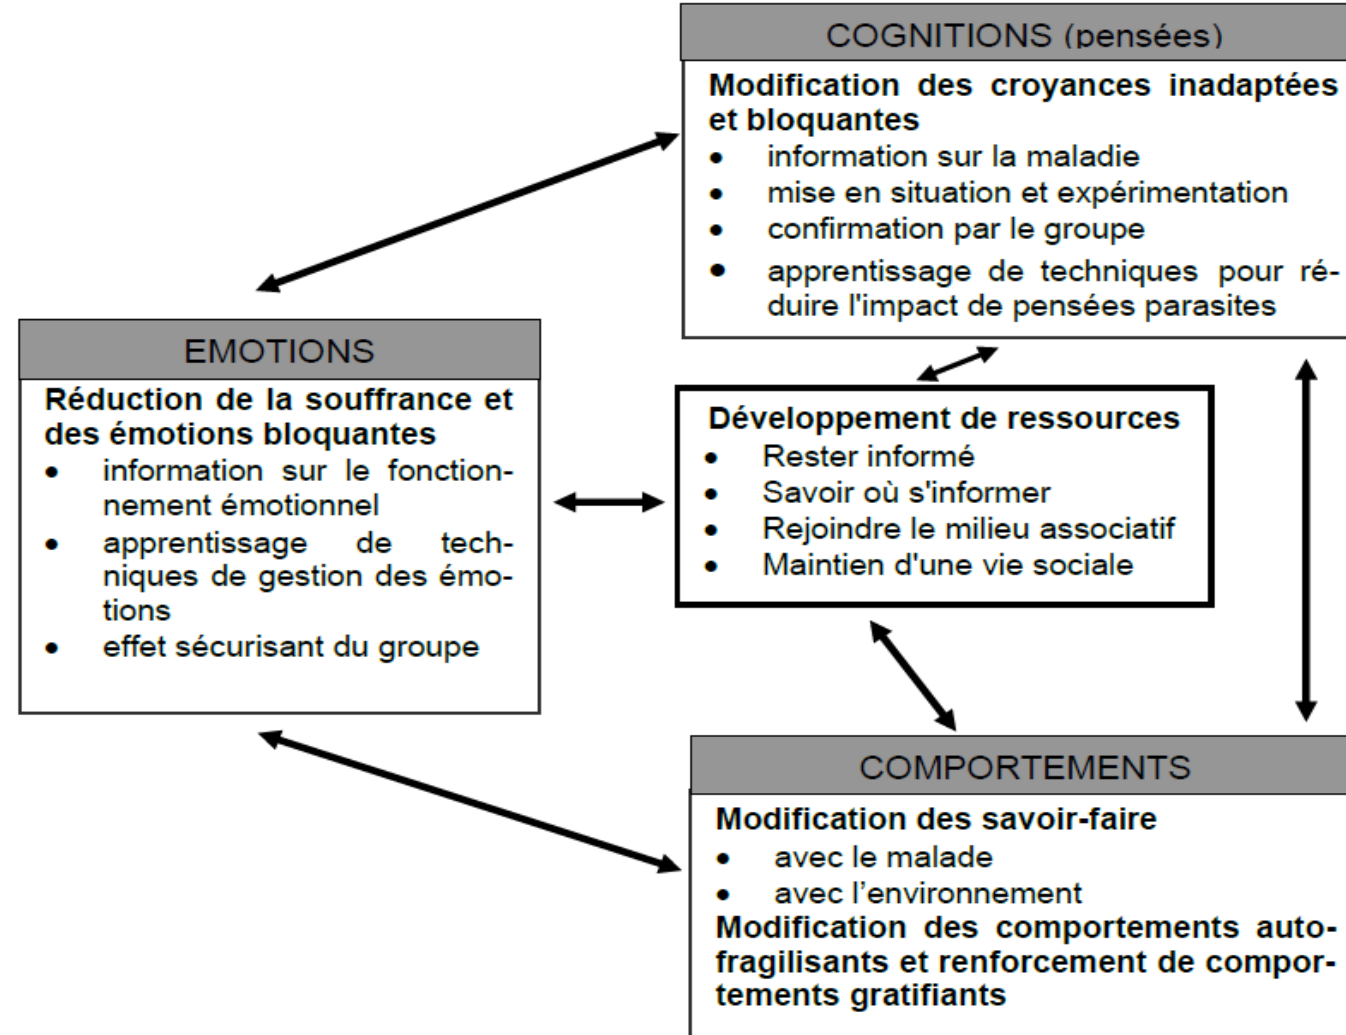 COGNITIONS (pensées)
Modification des croyances inadaptées
et bloquantes
• information sur la maladie
• mise en situation et expérimentation
• confirmation par le groupe
• apprentissage de techniques pour ré-
duire l'impact de pensées parasites
EMOTIONS
Réduction de la souffrance et
des émotions bloquantes
• information sur le fonction-
nement émotionnel
• apprentissage de tech-
niques de gestion des émo-
tions
• effet sécurisant du groupe
Développement de ressources
• Rester informé
• Savoir où s'informer
• Rejoindre le milieu associatif
• Maintien d'une vie sociale
COMPORTEMENTS
Modification des savoir-faire
• avec le malade
• avec l’environnement
Modification des comportements auto-
fragilisants et renforcement de compor-
tements gratifiants